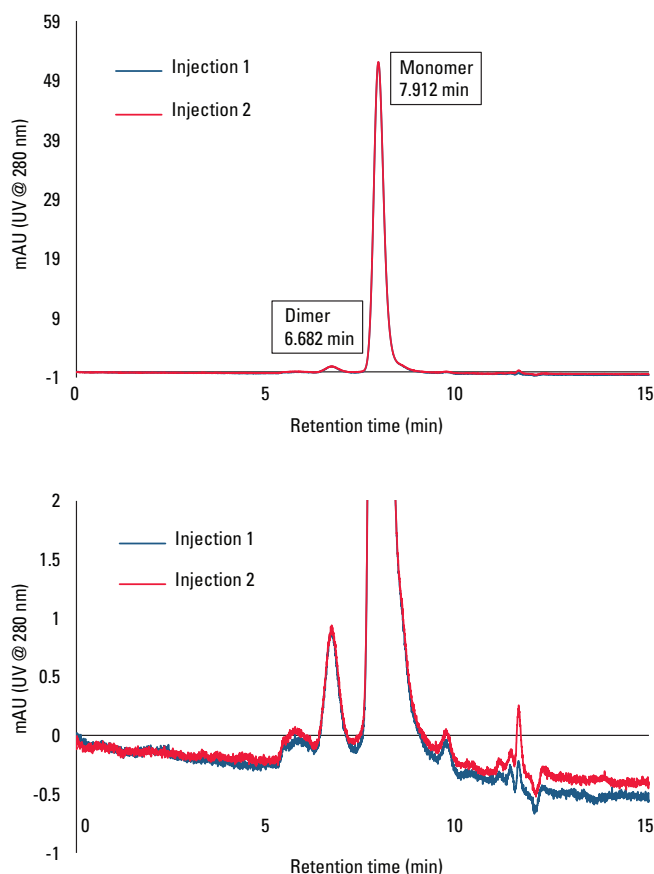 59
49
39
29
19
9
-1
mAU (UV @ 280 nm)
Injection 1
Injection 2
Monomer
7.912 min
Dimer
6.682 min
0
5
10
15
Retention time (min)
2
1.5
1
0.5
0
-0.5
-1
mAU (UV @ 280 nm)
Injection 1
Injection 2
0
5
10
15
Retention time (min)